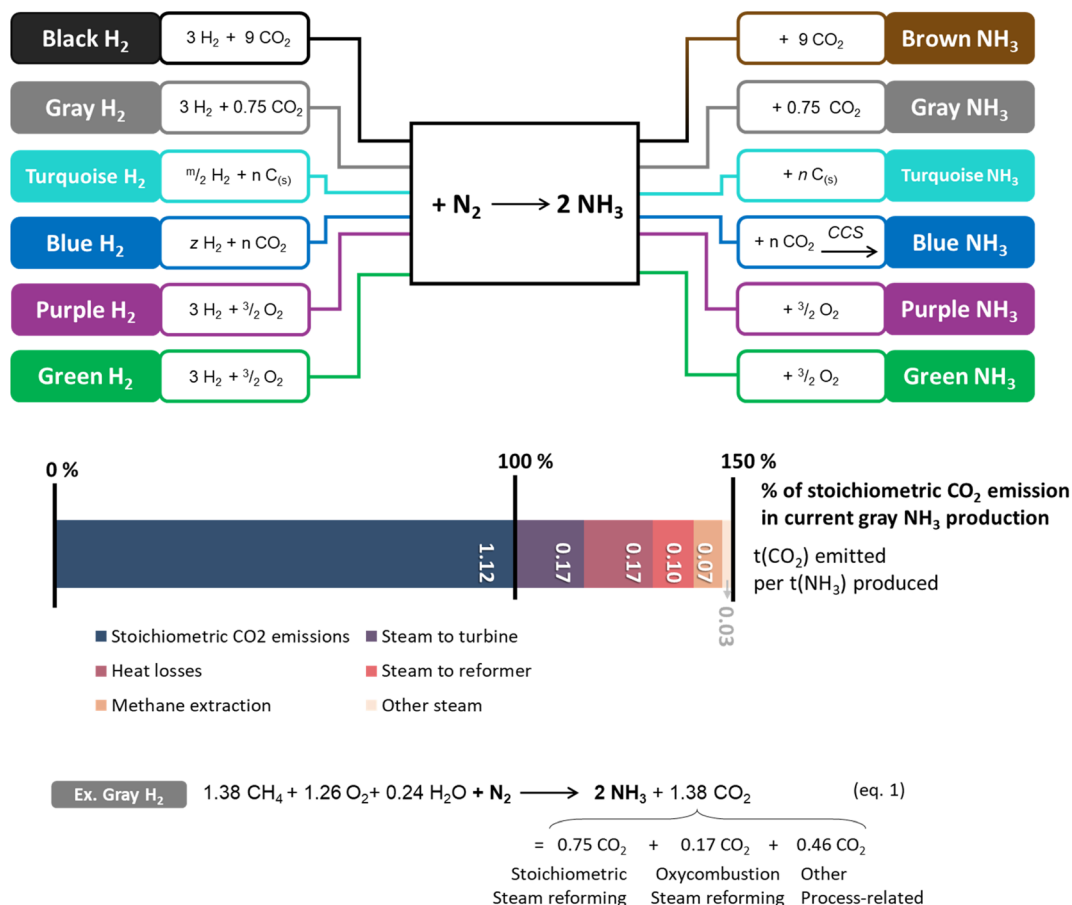 Black H₂ 3 H₂ + 9 CO₂
Gray H₂ 3 H₂ + 0.75 CO₂
Turquoise H₂ ᵐ/₂ H₂ + n C₍ₛ₎
Blue H₂ z H₂ + n CO₂
Purple H₂ 3 H₂ + ³/₂ O₂
Green H₂ 3 H₂ + ³/₂ O₂
+ N₂ ⟶ 2 NH₃
+ 9 CO₂ Brown NH₃
+ 0.75 CO₂ Gray NH₃
+ n C₍ₛ₎ Turquoise NH₃
+ n CO₂ CCS ⟶ Blue NH₃
+ ³/₂ O₂ Purple NH₃
+ ³/₂ O₂ Green NH₃
0 % 100 % 150 %
% of stoichiometric CO₂ emission
in current gray NH₃ production
t(CO₂) emitted
per t(NH₃) produced
1.12 0.17 0.17 0.10 0.07 0.03
Stoichiometric CO2 emissions Steam to turbine
Heat losses Steam to reformer
Methane extraction Other steam
Ex. Gray H₂ 1.38 CH₄ + 1.26 O₂ + 0.24 H₂O + N₂ ⟶ 2 NH₃ + 1.38 CO₂ (eq. 1)
= 0.75 CO₂ + 0.17 CO₂ + 0.46 CO₂
Stoichiometric Oxycombustion Other
Steam reforming Steam reforming Process-related